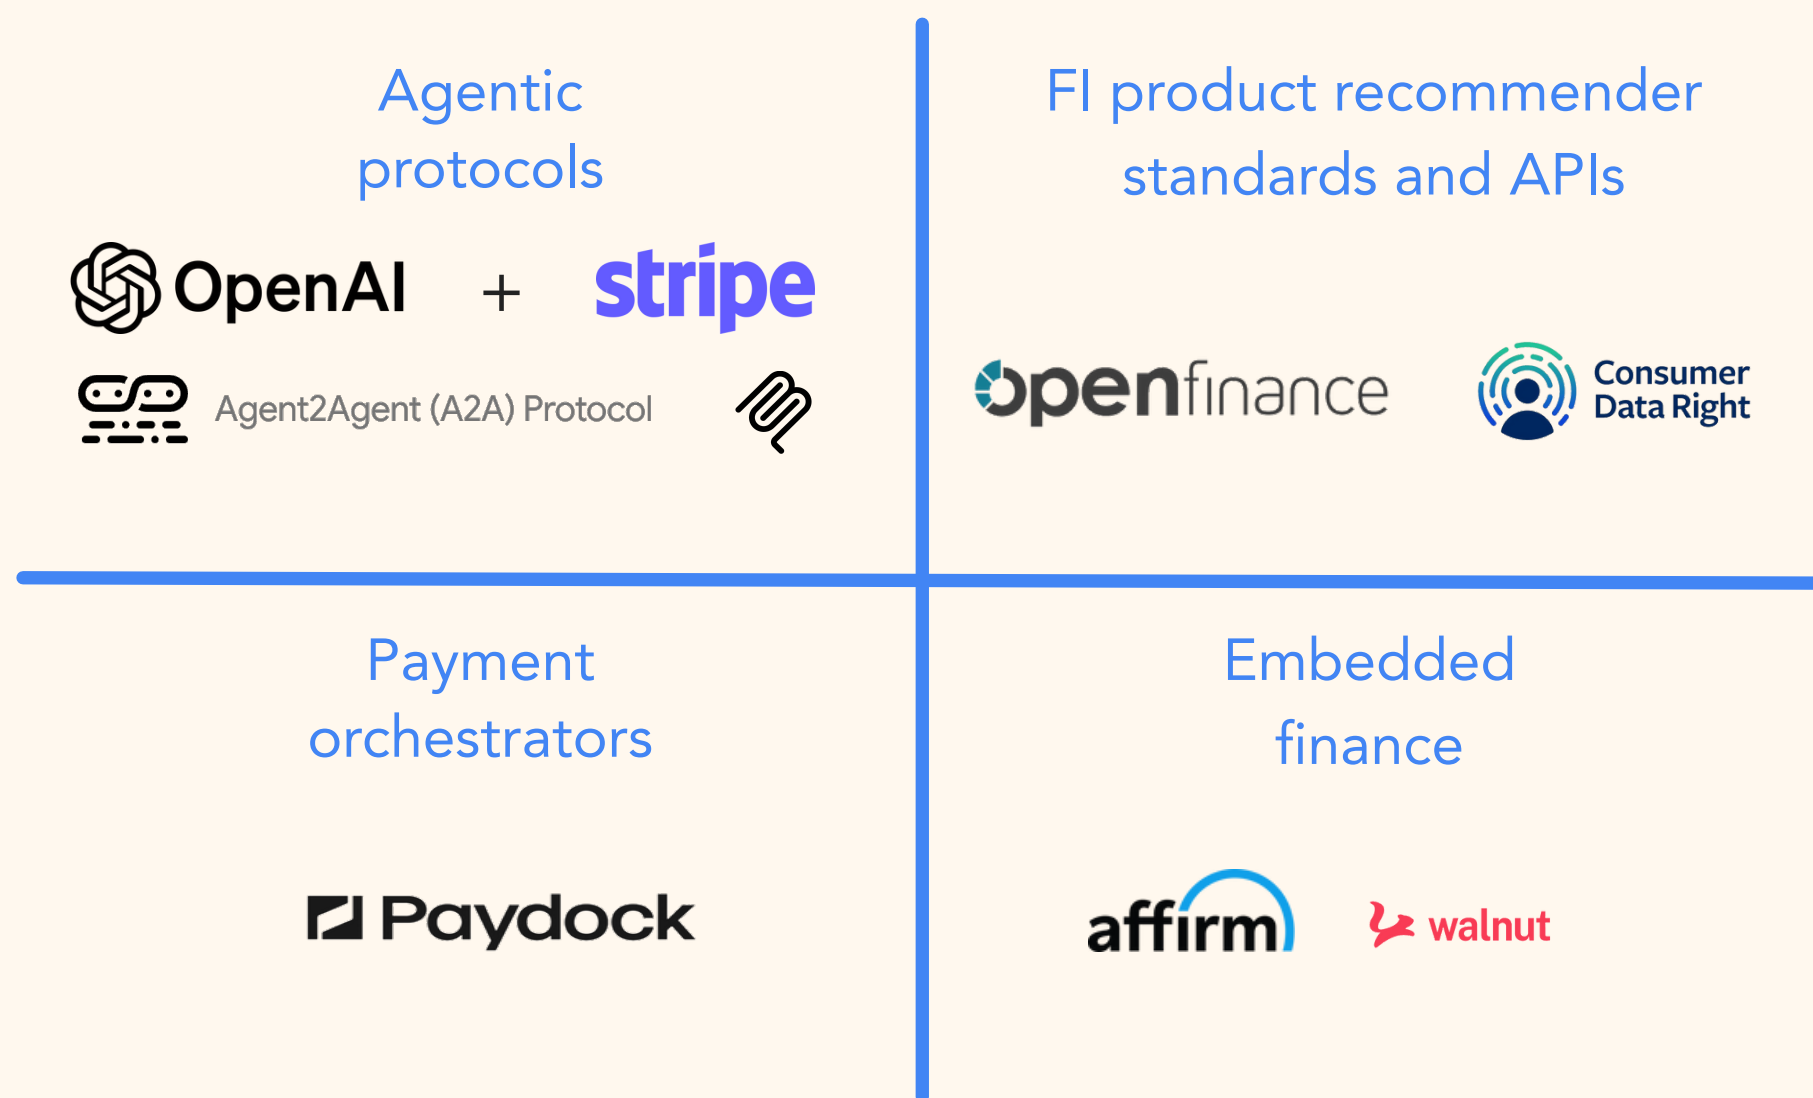 Agentic
protocols
OpenAI + stripe
Agent2Agent (A2A) Protocol
FI product recommender
standards and APIs
openfinance
Consumer
Data Right
Payment
orchestrators
Paydock
Embedded
finance
affirm
walnut